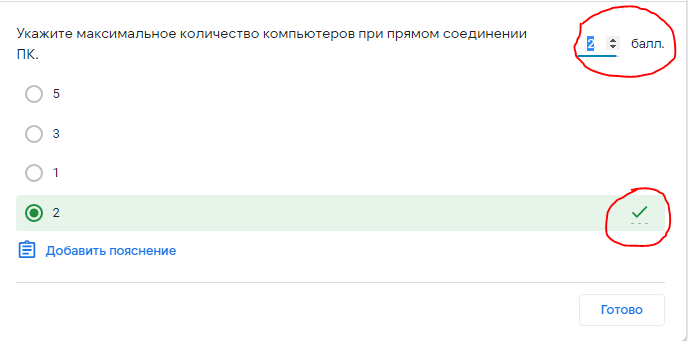 Укажите максимальное количество компьютеров при прямом соединении
2 балл.
ПК.
5
3
1
2
Добавить пояснение
Готово